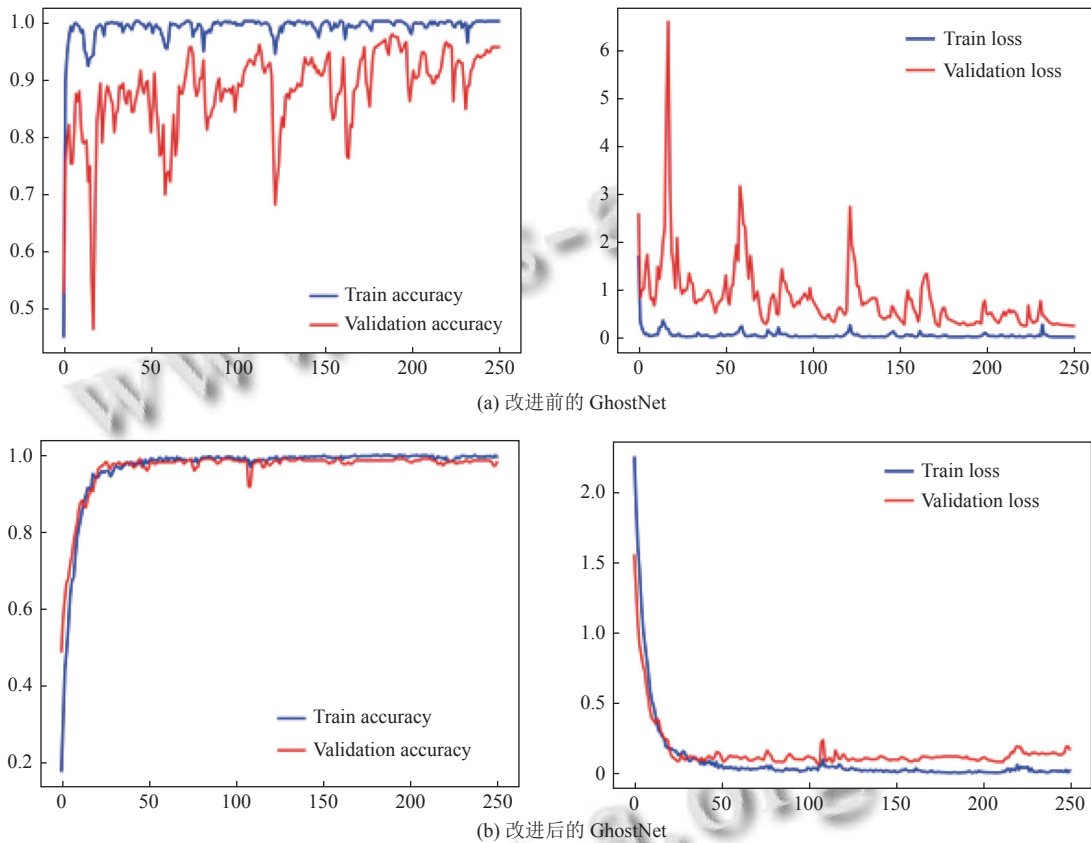 1.0
0.9
0.8
0.7
0.6
0.5
Train accuracy
Validation accuracy
0 50 100 150 200 250
6
5
4
3
2
1
0
Train loss
Validation loss
0 50 100 150 200 250
(a) 改进前的 GhostNet
1.0
0.8
0.6
0.4
0.2
Train accuracy
Validation accuracy
0 50 100 150 200 250
2.0
1.5
1.0
0.5
0
Train loss
Validation loss
0 50 100 150 200 250
(b) 改进后的 GhostNet